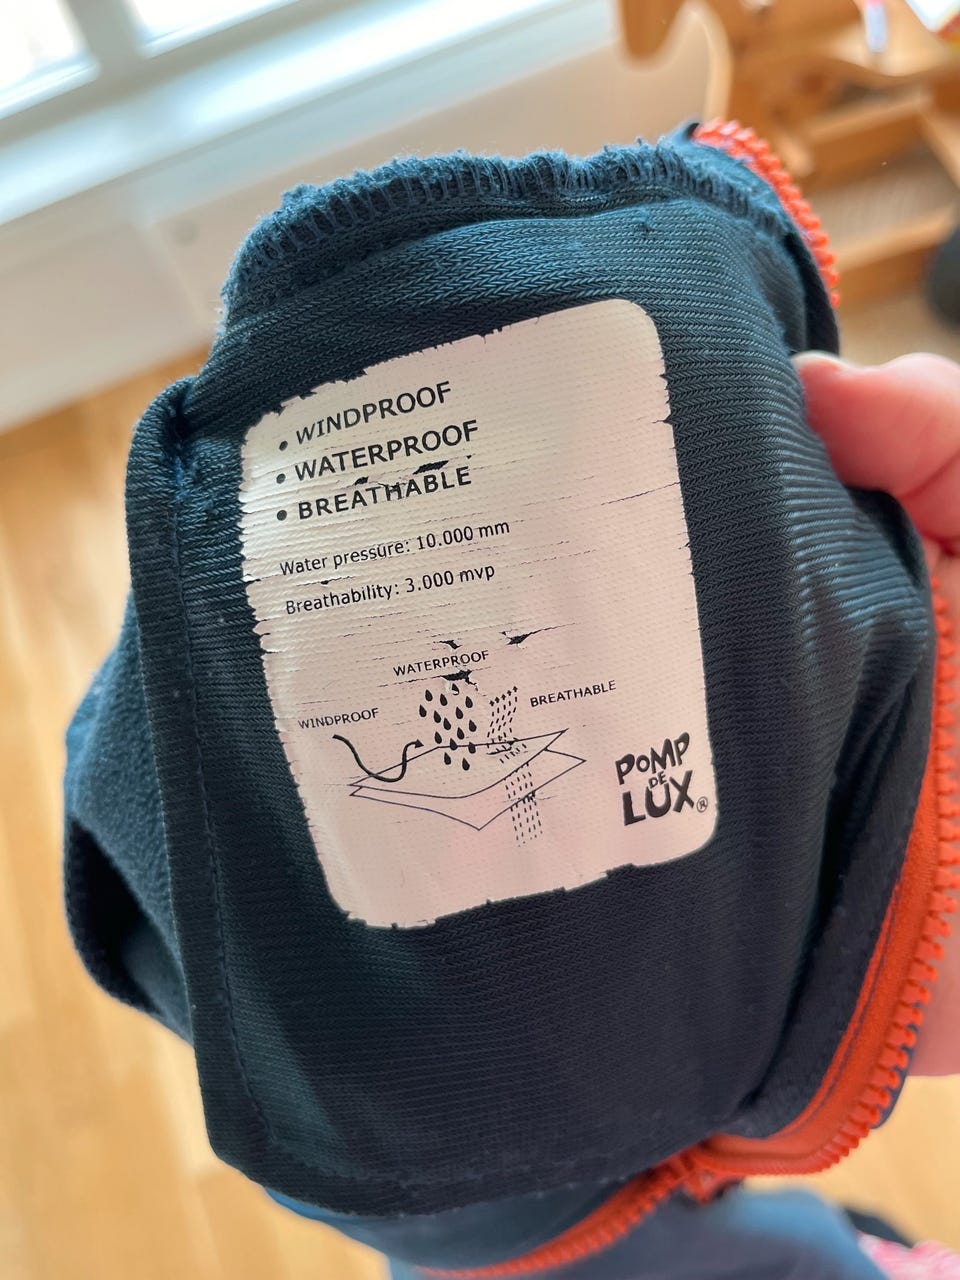 • WINDPROOF
• WATERPROOF
• BREATHABLE
Water pressure: 10.000 mm
Breathability: 3.000 mvp
WATERPROOF
WINDPROOF
BREATHABLE
POMP
DE
LUX®